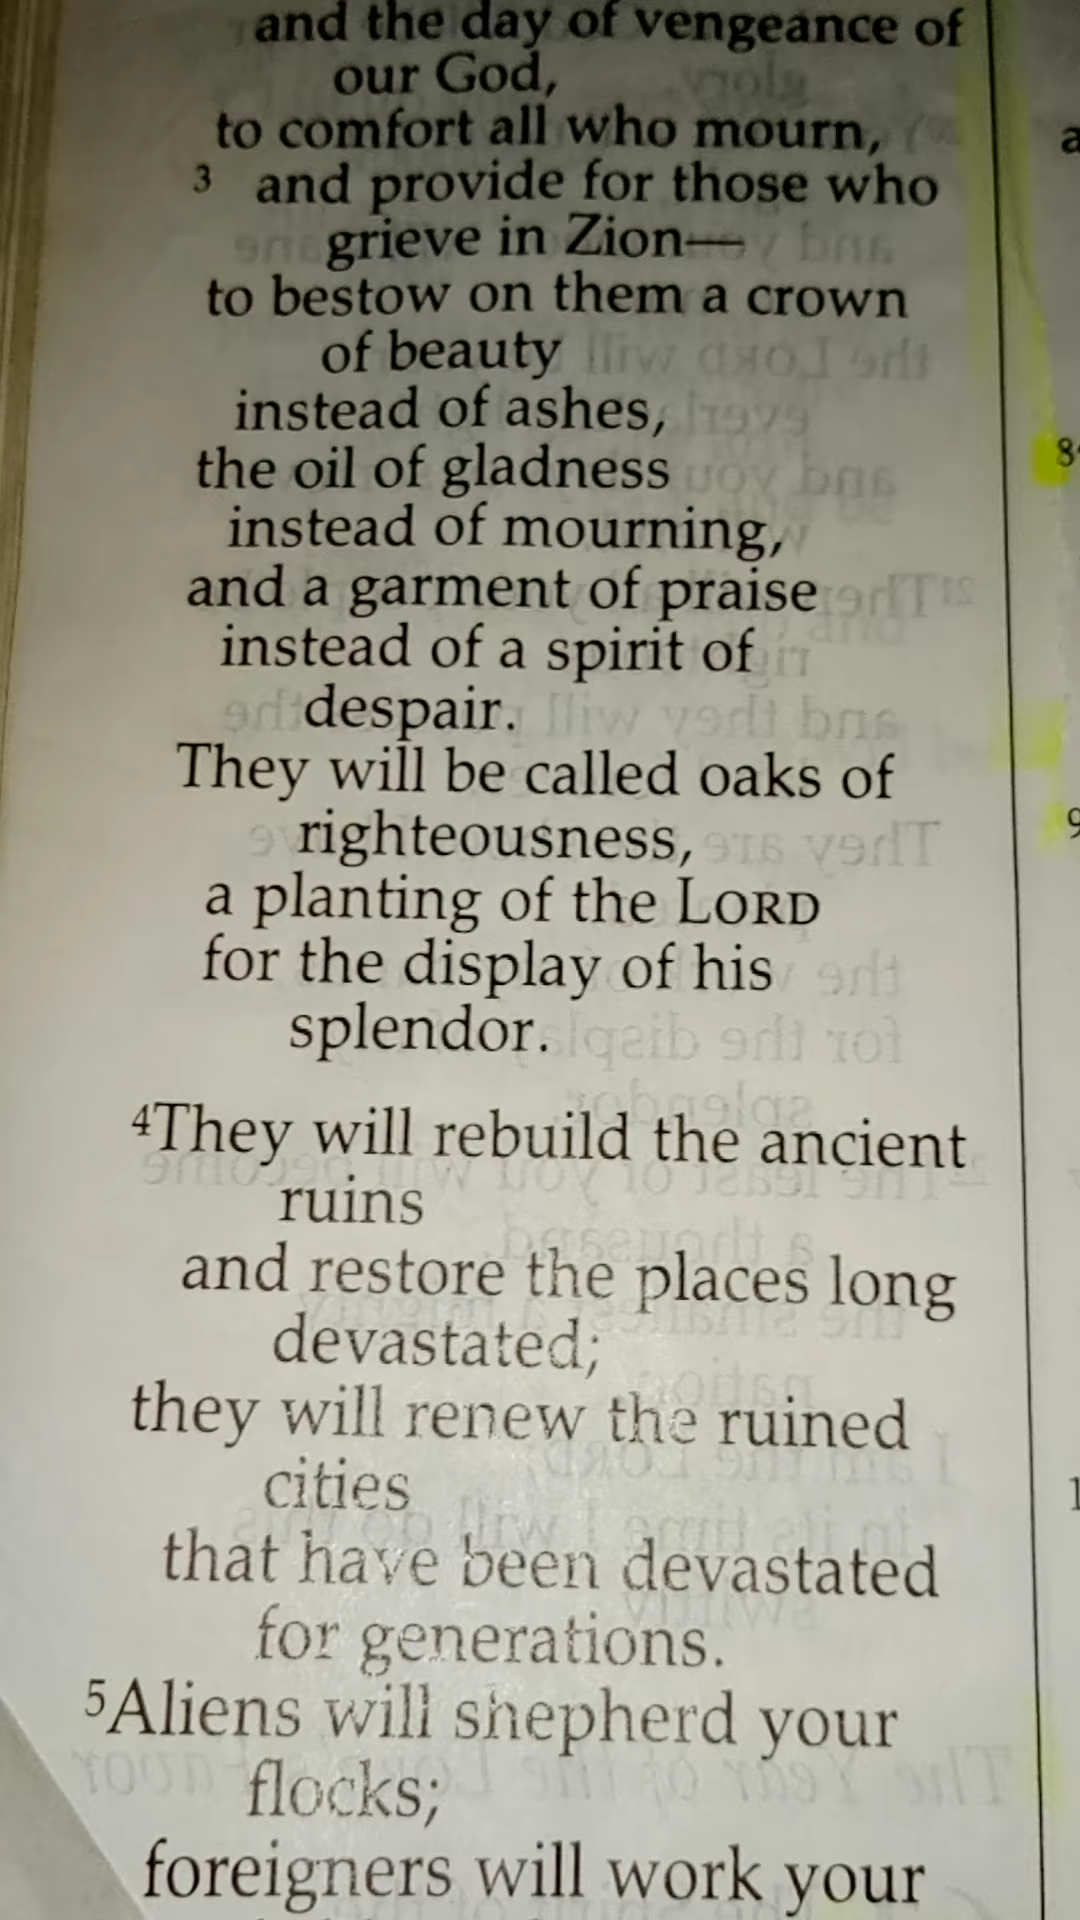 and the day of vengeance of
our God,
to comfort all who mourn,
3 and provide for those who
grieve in Zion—
to bestow on them a crown
of beauty
instead of ashes,
the oil of gladness
instead of mourning,
and a garment of praise
instead of a spirit of
despair.
They will be called oaks of
righteousness,
a planting of the LORD
for the display of his
splendor.
4They will rebuild the ancient
ruins
and restore the places long
devastated;
they will renew the ruined
cities
that have been devastated
for generations.
5Aliens will shepherd your
flocks;
foreigners will work your